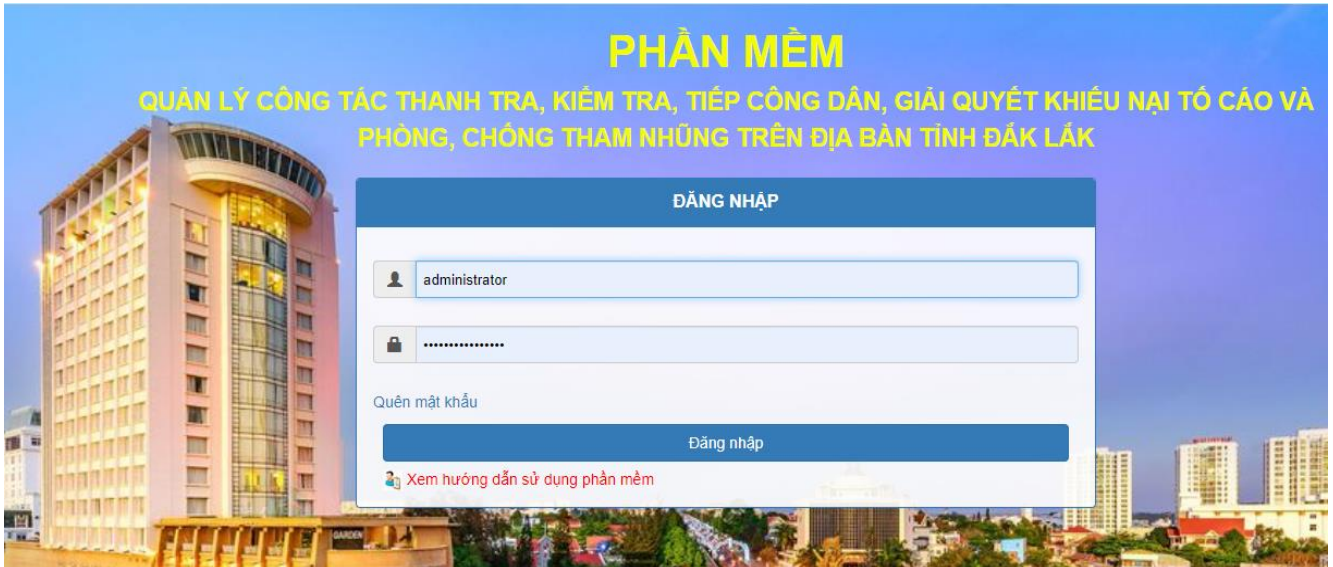 PHẦN MỀM
QUẢN LÝ CÔNG TÁC THANH TRA, KIỂM TRA, TIẾP CÔNG DÂN, GIẢI QUYẾT KHIẾU NẠI TỐ CÁO VÀ
PHÒNG, CHỐNG THAM NHŨNG TRÊN ĐỊA BÀN TỈNH ĐẮK LẮK
ĐĂNG NHẬP
administrator
••••••••••••••••
Quên mật khẩu
Đăng nhập
Xem hướng dẫn sử dụng phần mềm
GARDEN